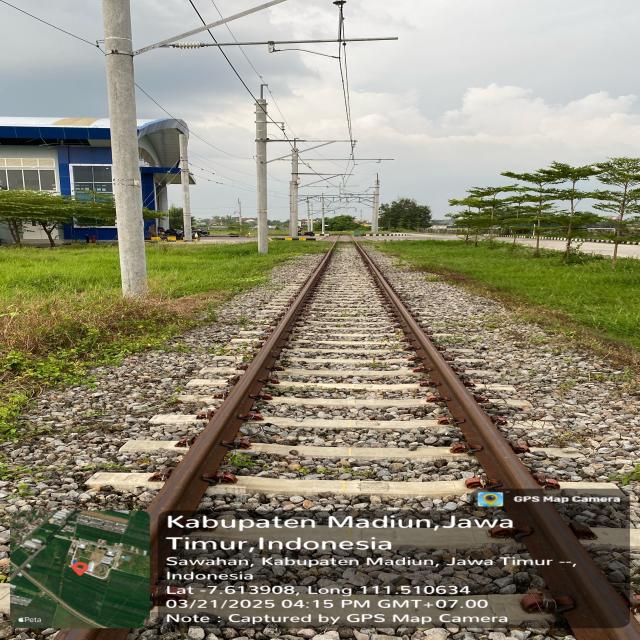 GPS Map Camera
Kabupaten Madiun,Jawa
Timur,Indonesia
Sawahan, Kabupaten Madiun, Jawa Timur --,
Indonesia
Lat -7.613908, Long 111.510634
03/21/2025 04:15 PM GMT+07.00
Note : Captured by GPS Map Camera
Peta